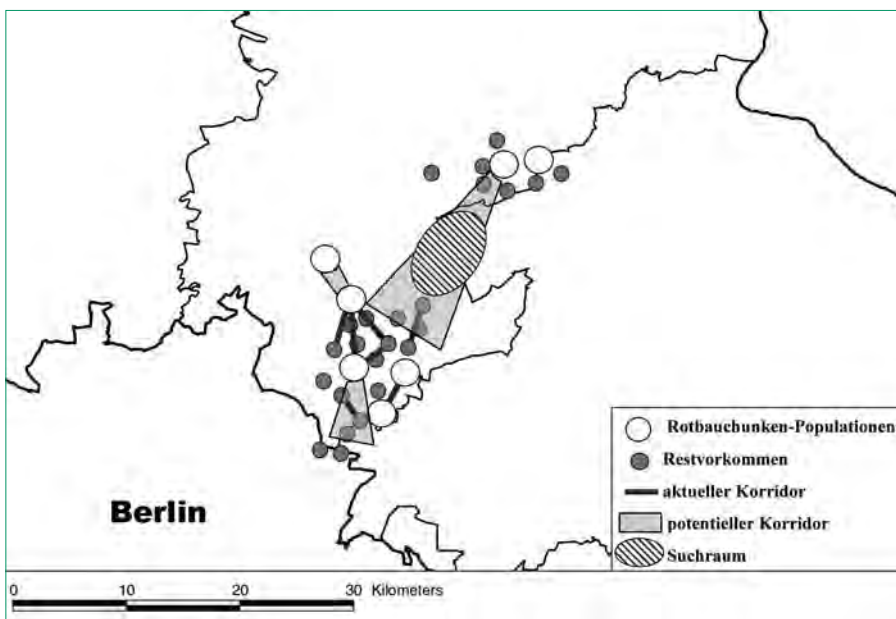 Berlin
Rotbauchunken-Populationen
Restvorkommen
aktueller Korridor
potentieller Korridor
Suchraum
0 10 20 30 Kilometers